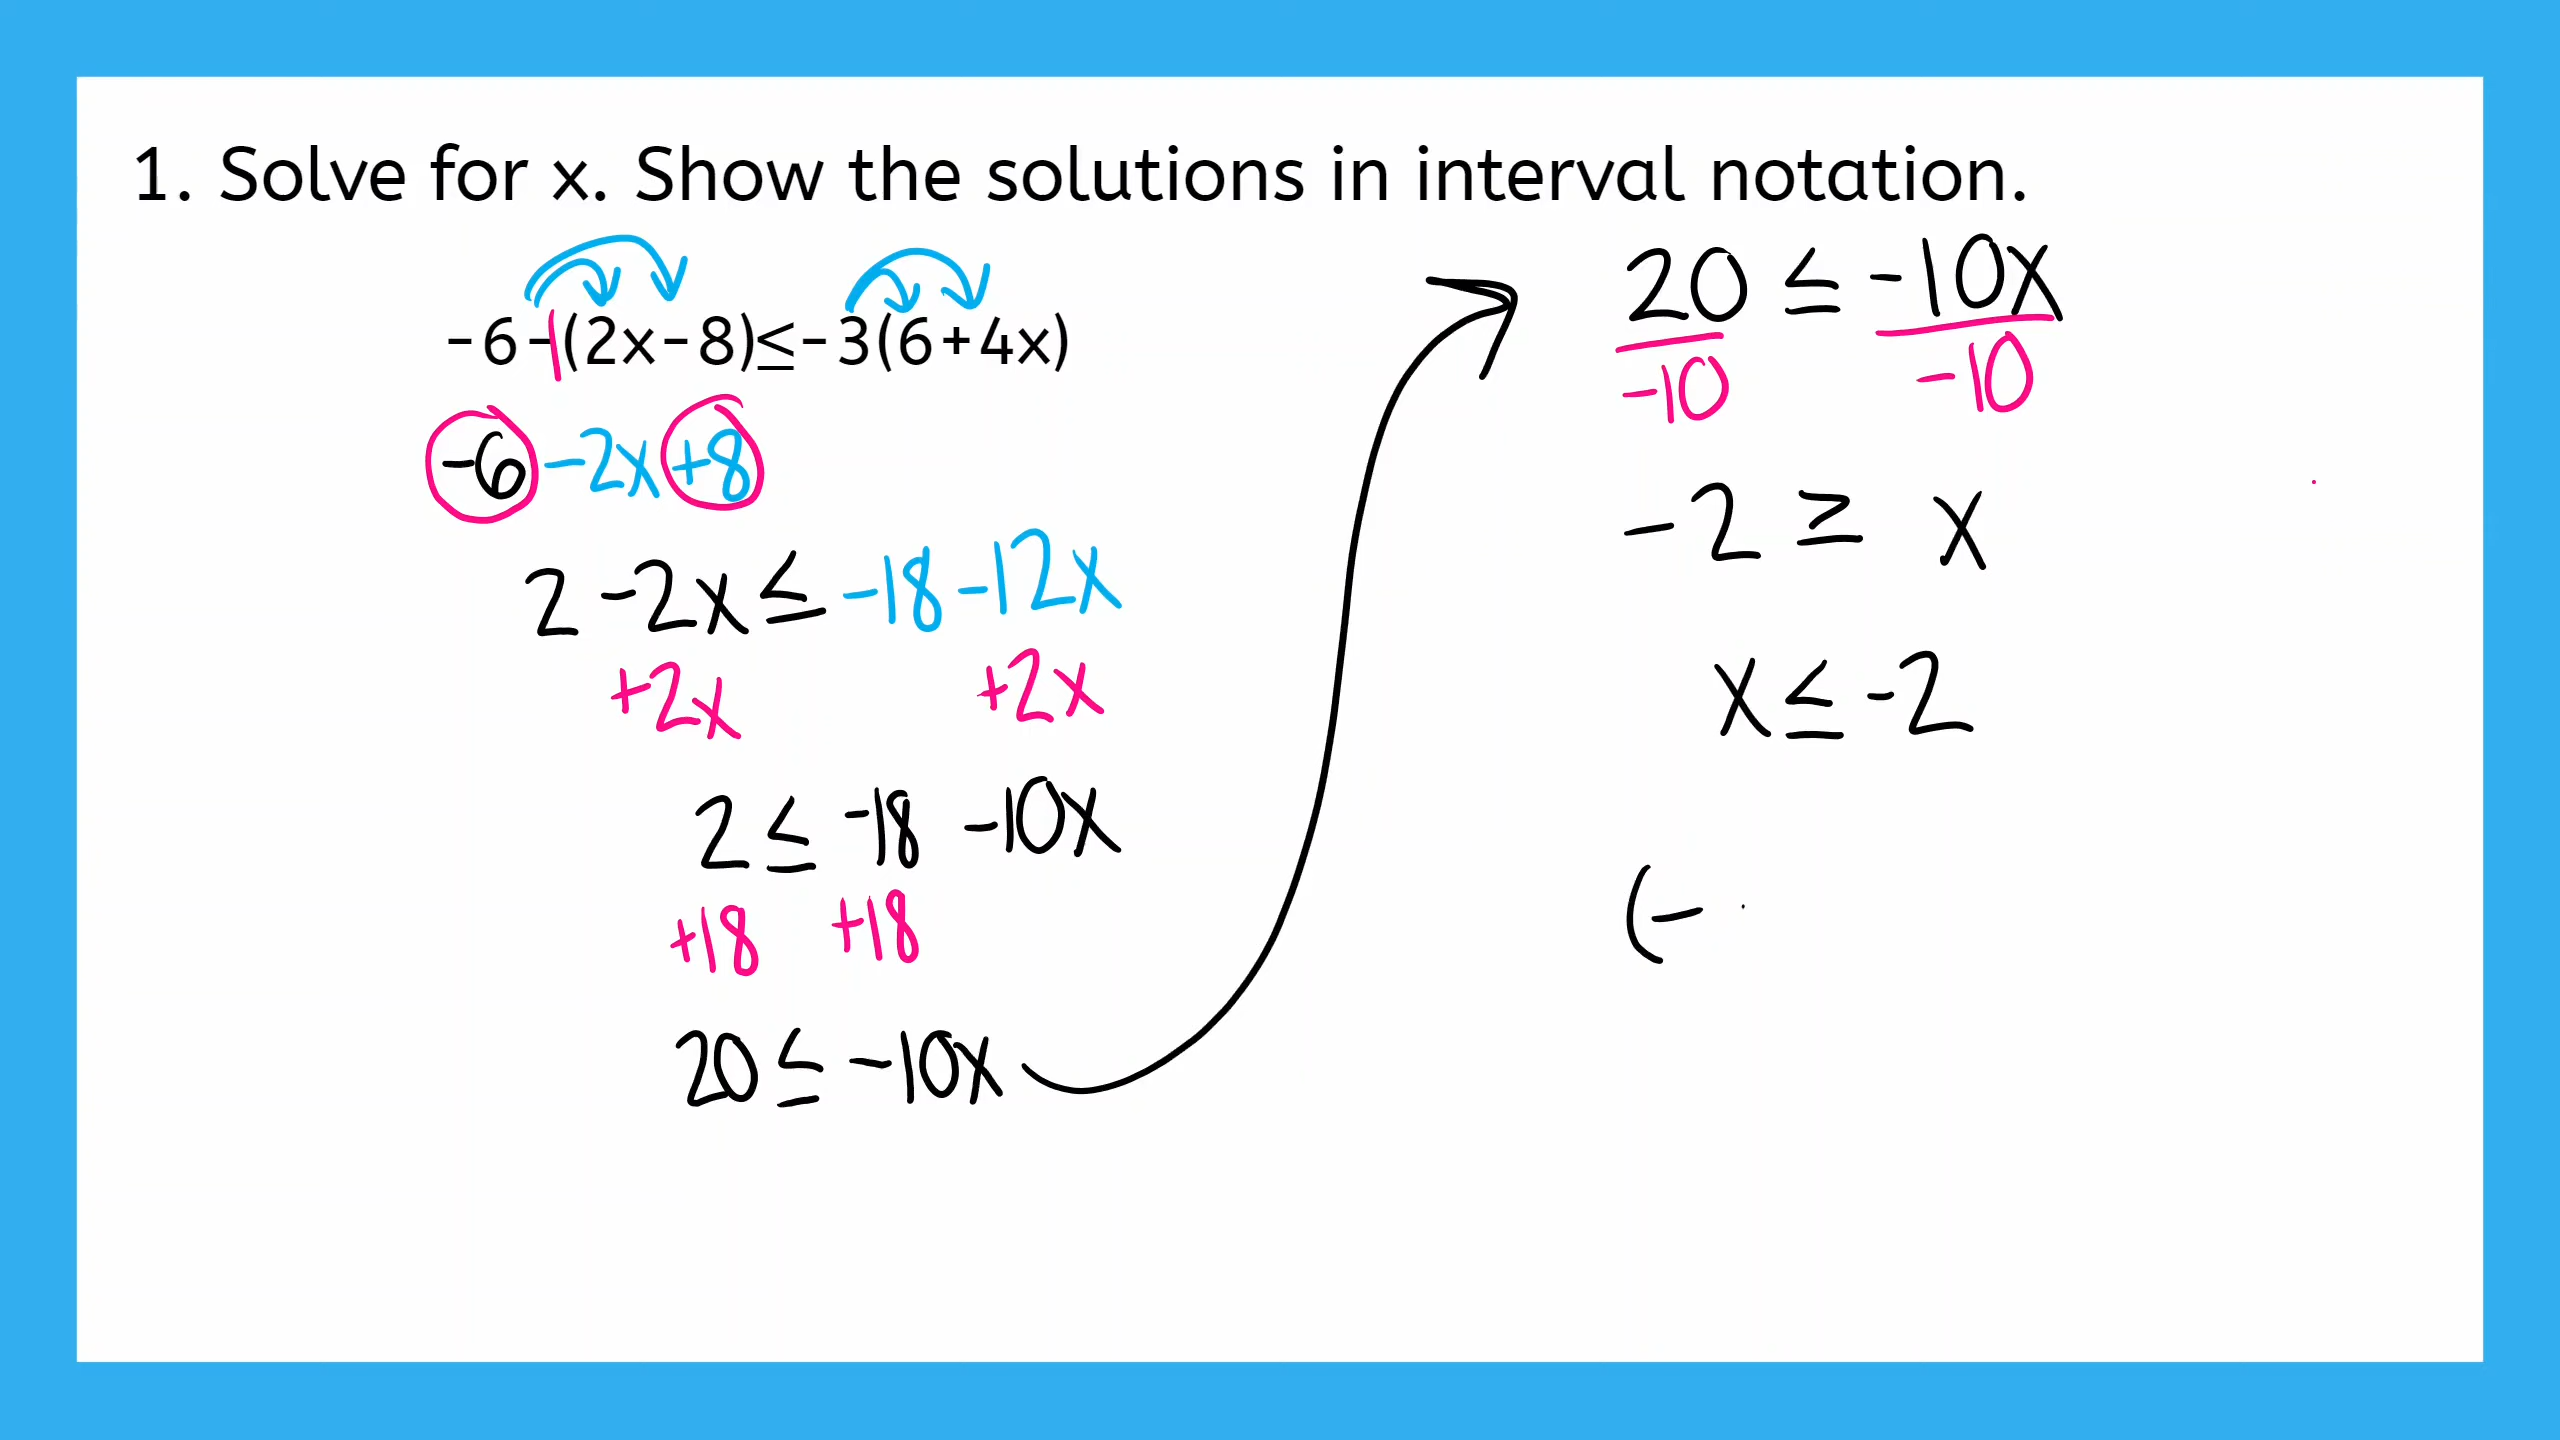 1. Solve for x. Show the solutions in interval notation.
-6-1(2x-8)≤-3(6+4x)
-6 -2x +8
2 -2x ≤ -18 -12x
+2x +2x
2 ≤ -18 -10x
+18 +18
20 ≤ -10x
20 ≤ -10x
-10 -10
-2 ≥ x
x ≤ -2
(-